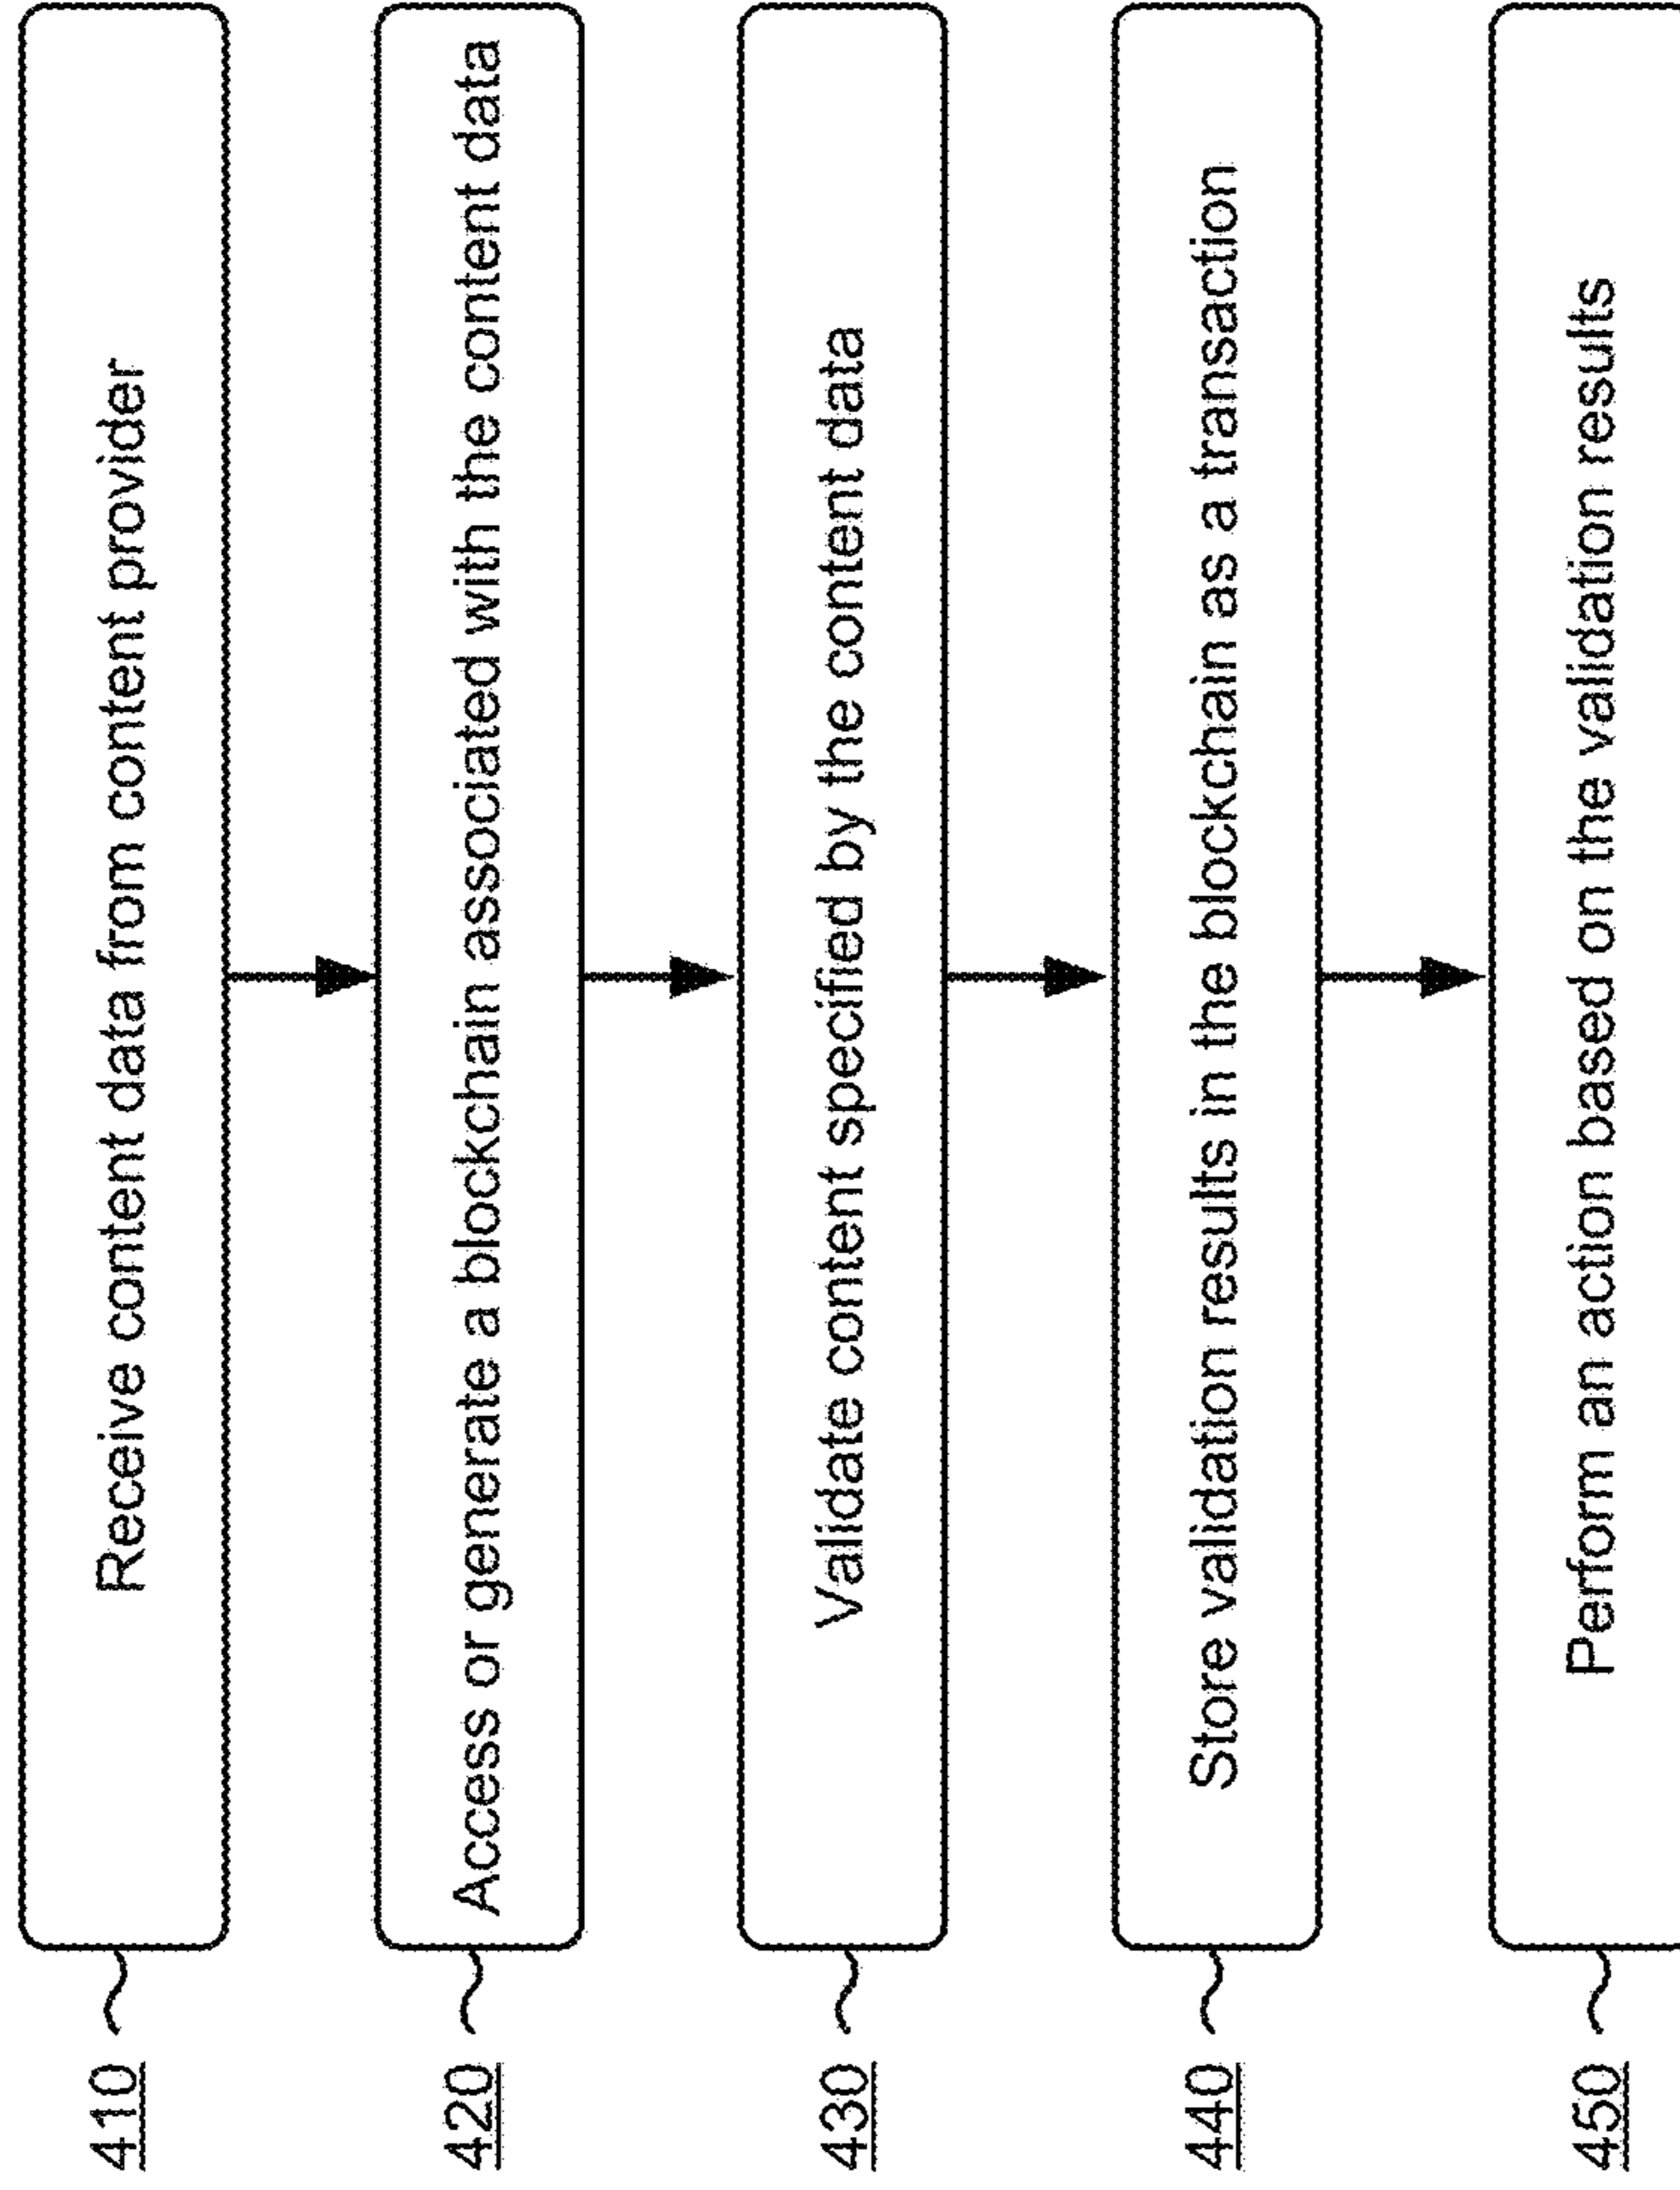 410
Receive content data from content provider
420
Access or generate a blockchain associated with the content data
430
Validate content specified by the content data
440
Store validation results in the blockchain as a transaction
450
Perform an action based on the validation results